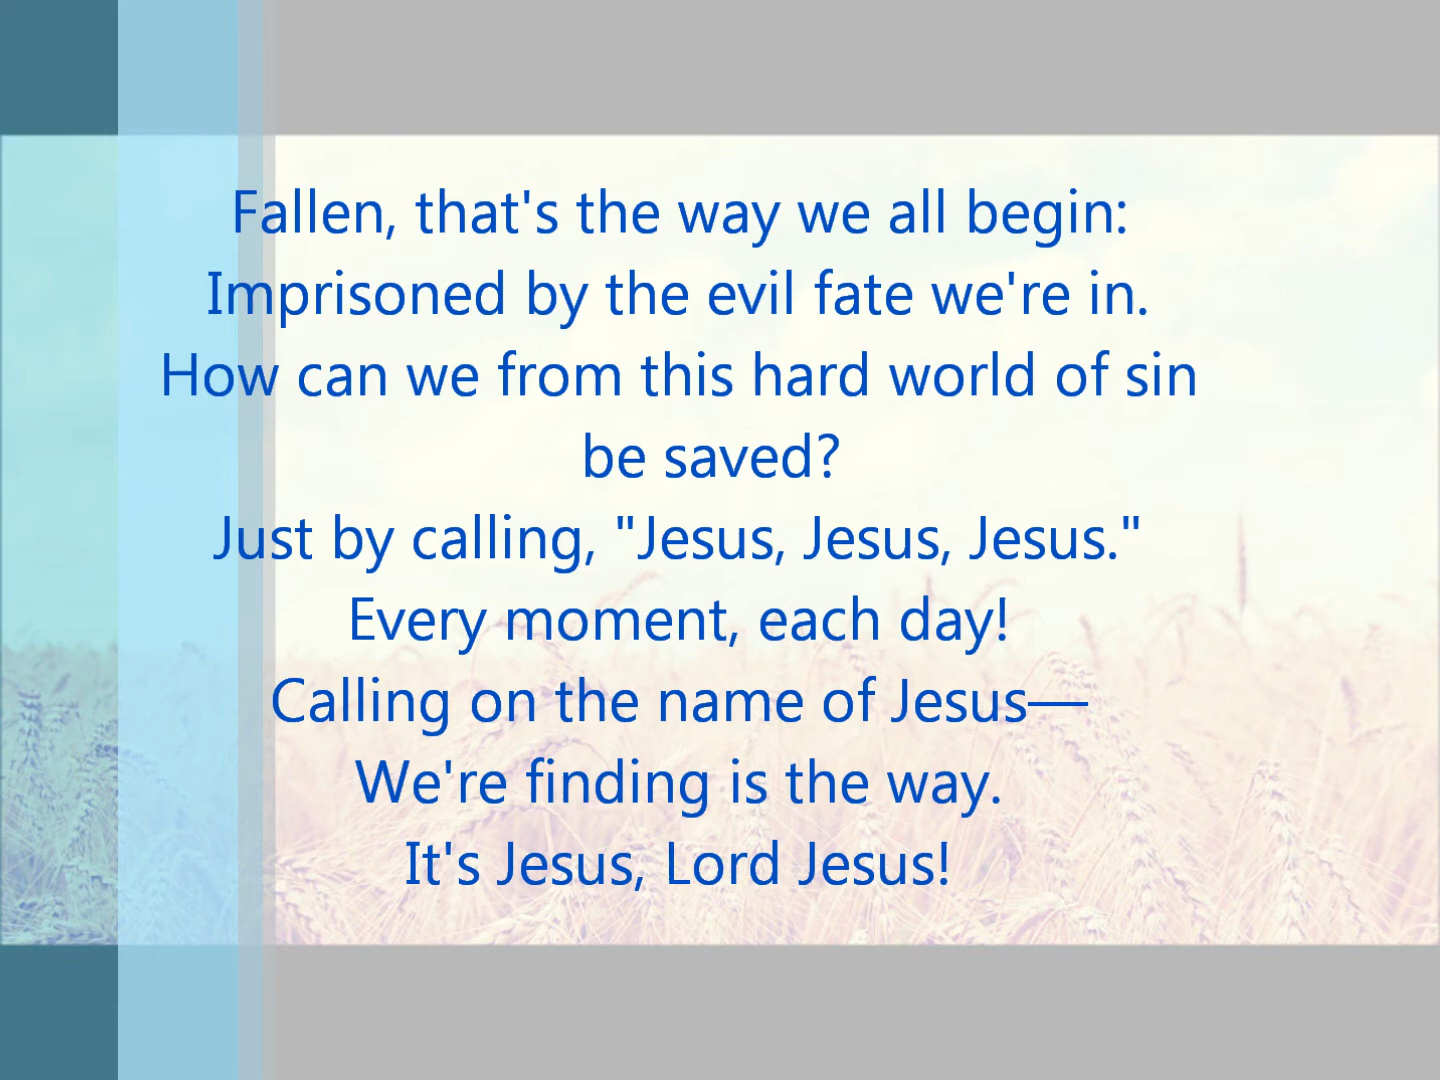 Fallen, that's the way we all begin:
Imprisoned by the evil fate we're in.
How can we from this hard world of sin
be saved?
Just by calling, "Jesus, Jesus, Jesus."
Every moment, each day!
Calling on the name of Jesus—
We're finding is the way.
It's Jesus, Lord Jesus!